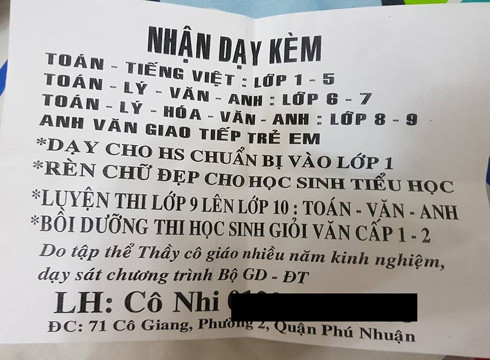 NHẬN DẠY KÈM
TOÁN - TIẾNG VIỆT : LỚP 1 - 5
TOÁN - LÝ - VĂN - ANH : LỚP 6 - 7
TOÁN - LÝ - HÓA - VĂN - ANH : LỚP 8 - 9
ANH VĂN GIAO TIẾP TRẺ EM
*DẠY CHO HS CHUẨN BỊ VÀO LỚP 1
*RÈN CHỮ ĐẸP CHO HỌC SINH TIỂU HỌC
*LUYỆN THI LỚP 9 LÊN LỚP 10 : TOÁN - VĂN - ANH
*BỒI DƯỠNG THI HỌC SINH GIỎI VĂN CẤP 1 - 2
Do tập thể Thầy cô giáo nhiều năm kinh nghiệm,
dạy sát chương trình Bộ GD - ĐT
LH: Cô Nhi
ĐC: 71 Cô Giang, Phường 2, Quận Phú Nhuận